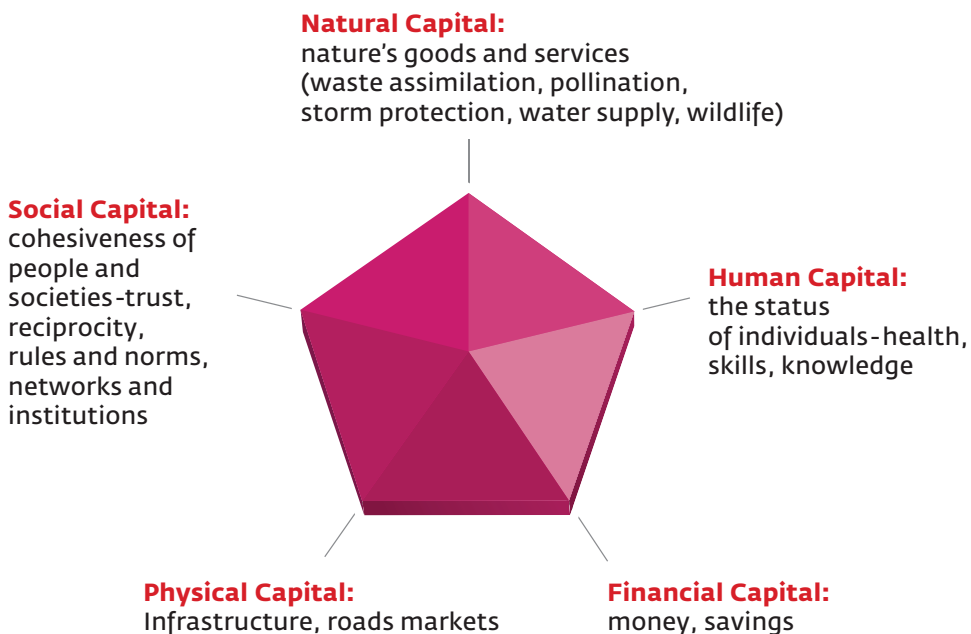 Natural Capital:
nature’s goods and services
(waste assimilation, pollination,
storm protection, water supply, wildlife)
Social Capital:
cohesiveness of
people and
societies-trust,
reciprocity,
rules and norms,
networks and
institutions
Human Capital:
the status
of individuals-health,
skills, knowledge
Physical Capital:
Infrastructure, roads markets
Financial Capital:
money, savings